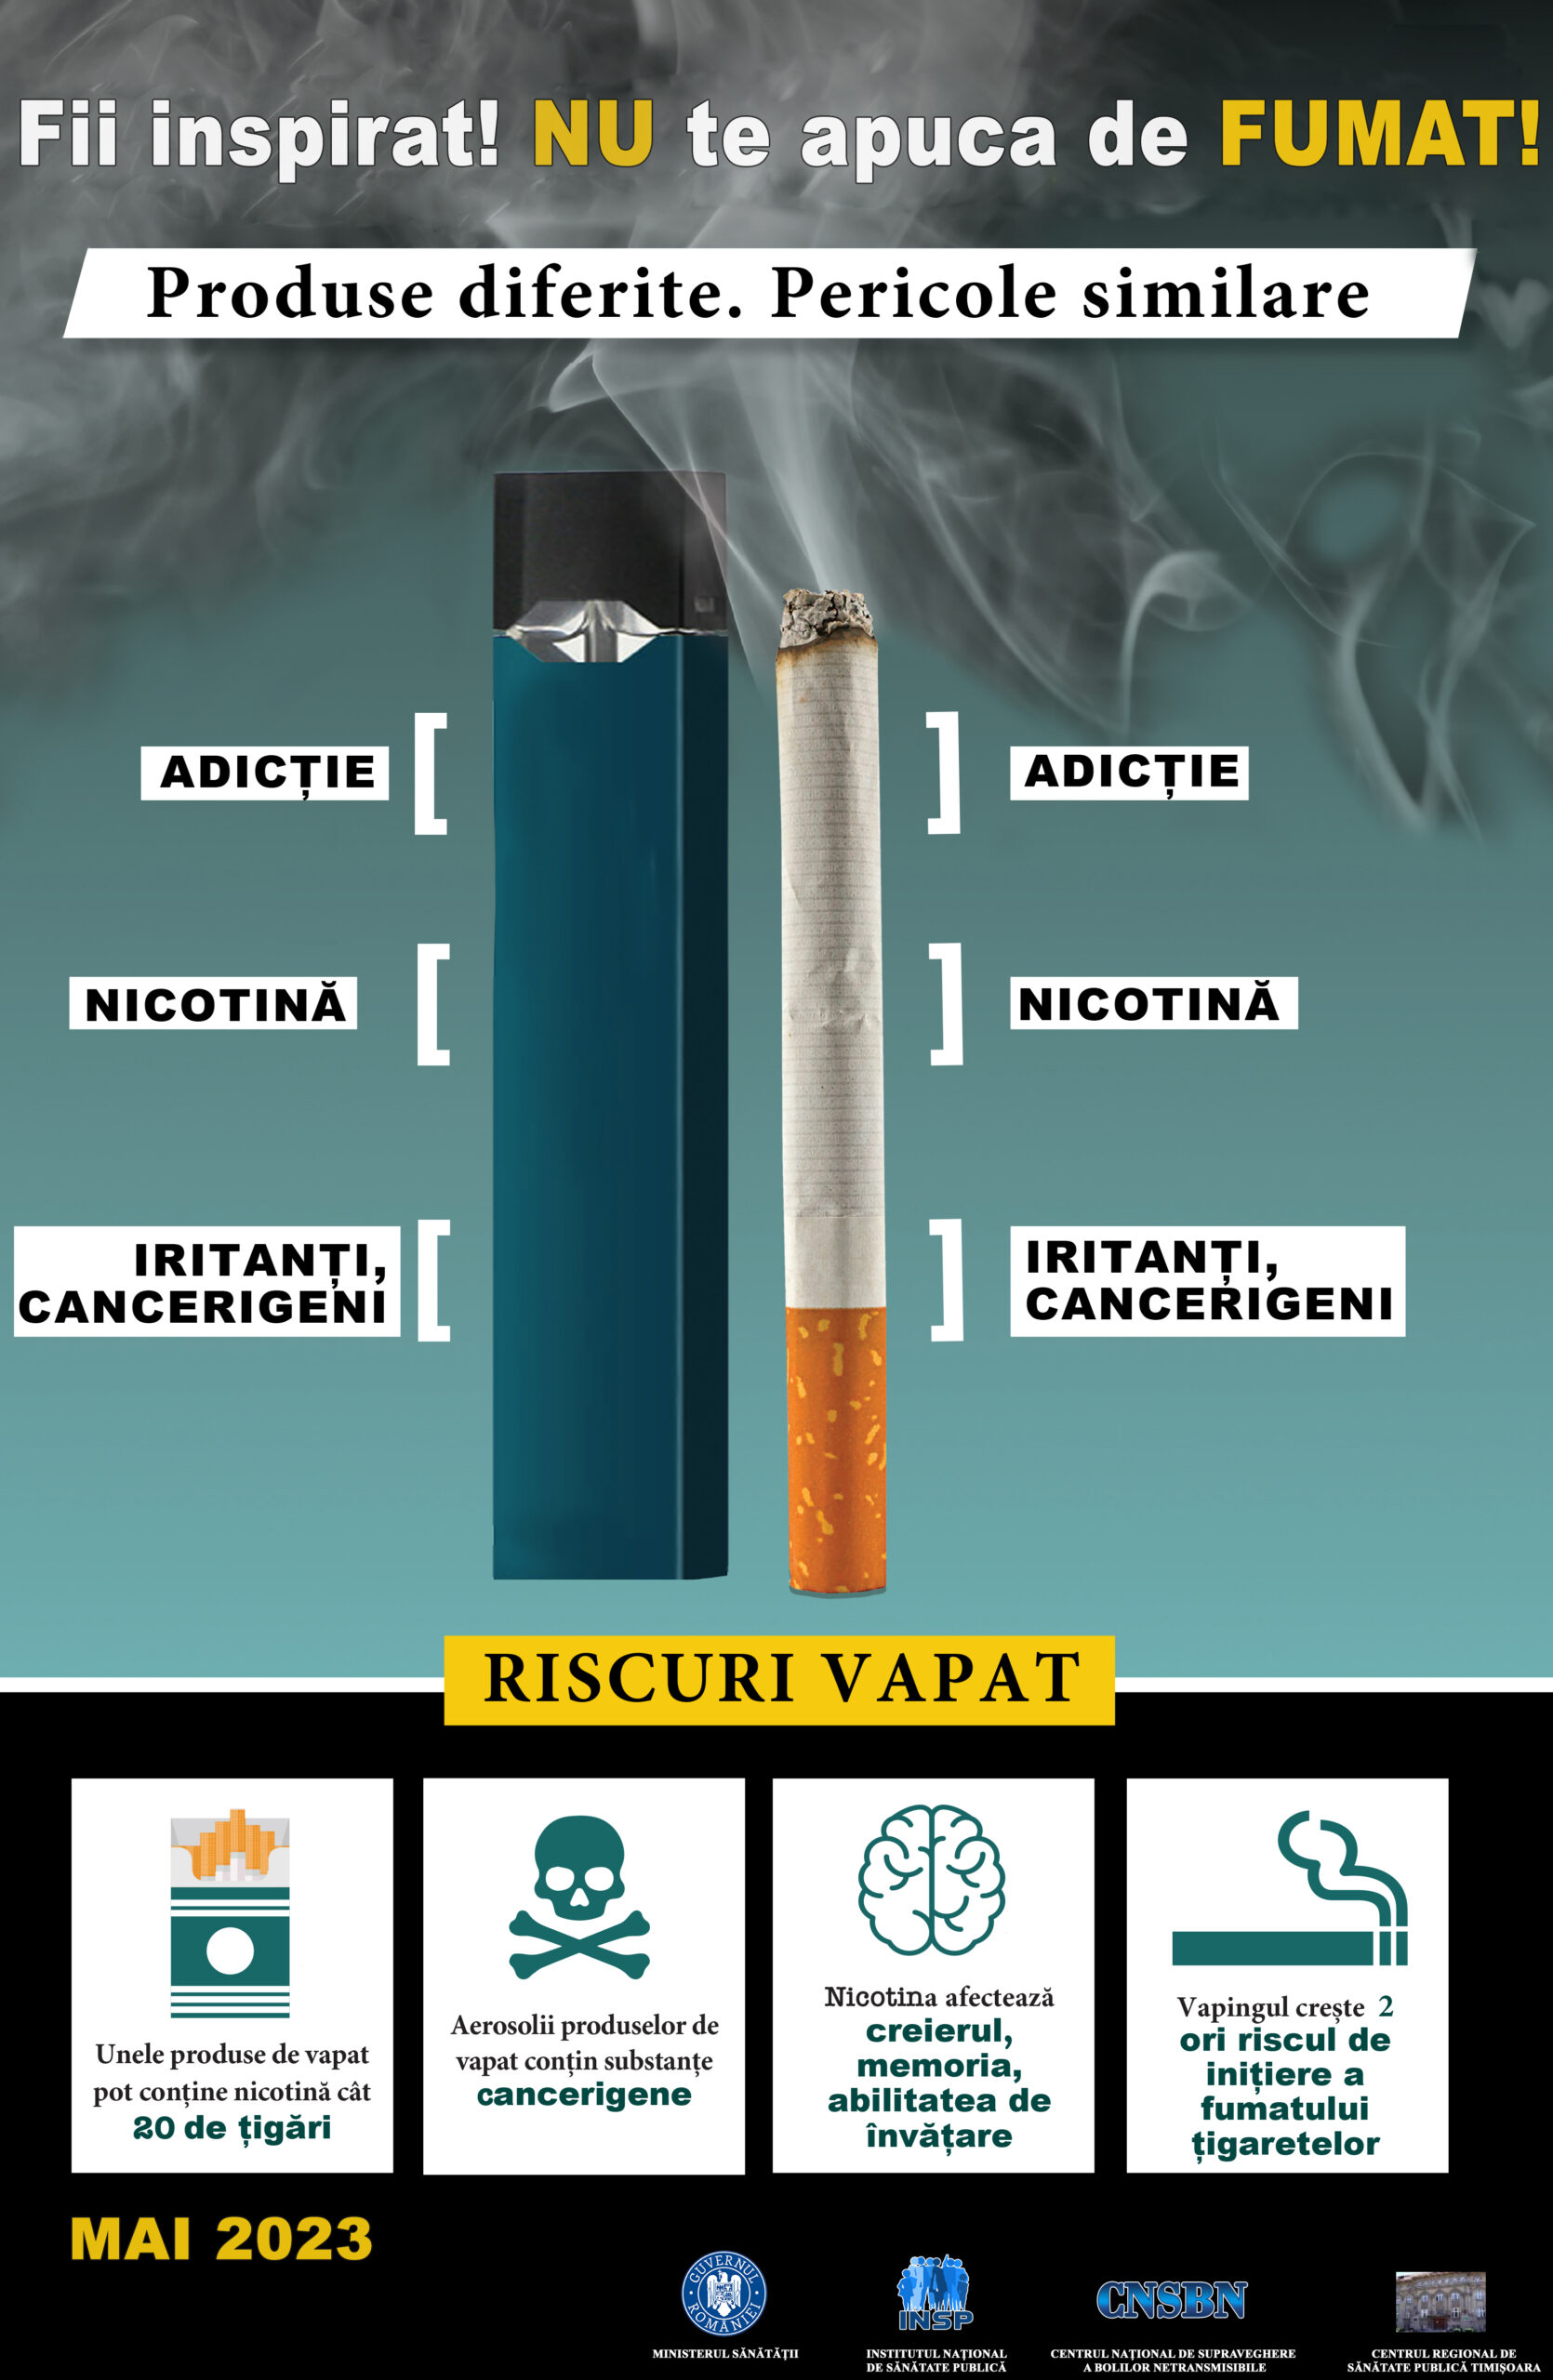 Fii inspirat! NU te apuca de FUMAT!
Produse diferite. Pericole similare
ADICȚIE
ADICȚIE
NICOTINĂ
NICOTINĂ
IRITANȚI,
CANCERIGENI
IRITANȚI,
CANCERIGENI
RISCURI VAPAT
Unele produse de vapat
pot conține nicotină cât
20 de țigări
Aerosolii produselor de
vapat conțin substanțe
cancerigene
Nicotina afectează
creierul,
memoria,
abilitatea de
învățare
Vapingul crește 2
ori riscul de
inițiere a
fumatului
țigaretelor
MAI 2023
GUVERNUL ROMÂNIEI
MINISTERUL SĂNĂTĂȚII
INSP
INSTITUTUL NAȚIONAL
DE SĂNĂTATE PUBLICĂ
CNSBN
CENTRUL NAȚIONAL DE SUPRAVEGHERE
A BOLILOR NETRANSMISIBILE
CENTRUL REGIONAL DE
SĂNĂTATE PUBLICĂ TIMIȘOARA